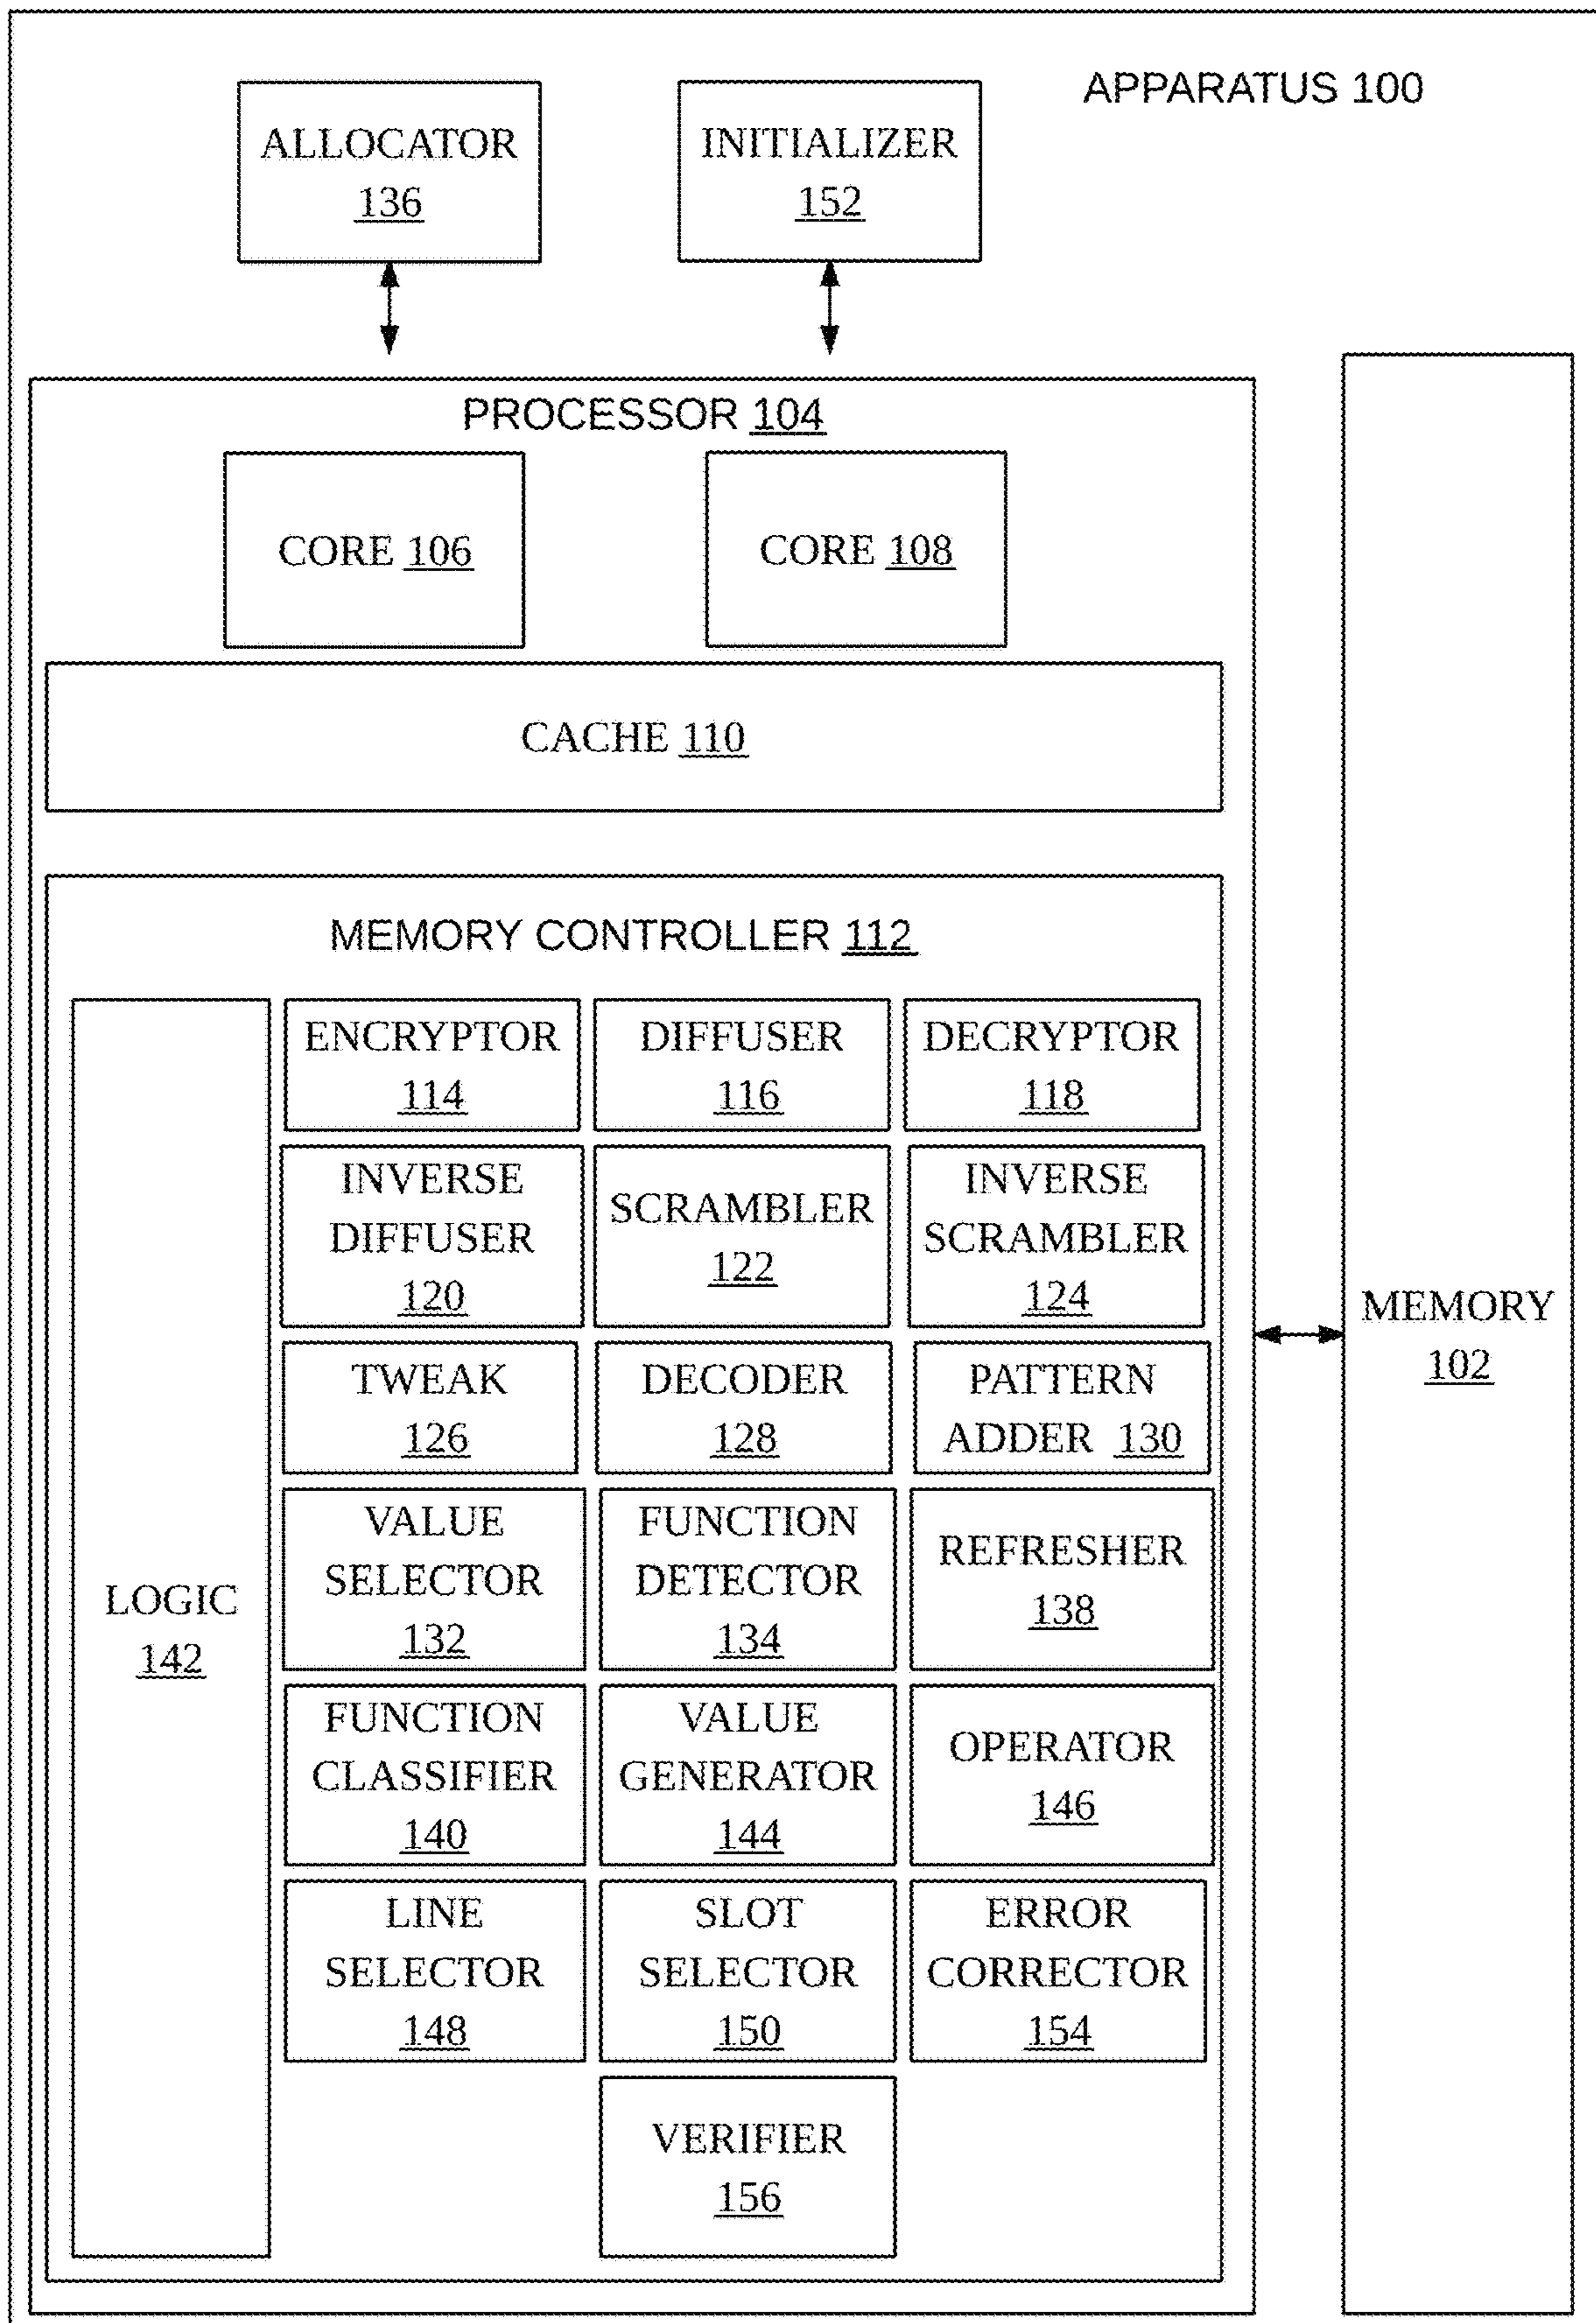 APPARATUS 100
ALLOCATOR
136
INITIALIZER
152
PROCESSOR 104
CORE 106
CORE 108
CACHE 110
MEMORY CONTROLLER 112
LOGIC
142
ENCRYPTOR
114
DIFFUSER
116
DECRYPTOR
118
INVERSE
DIFFUSER
120
SCRAMBLER
122
INVERSE
SCRAMBLER
124
TWEAK
126
DECODER
128
PATTERN
ADDER 130
VALUE
SELECTOR
132
FUNCTION
DETECTOR
134
REFRESHER
138
FUNCTION
CLASSIFIER
140
VALUE
GENERATOR
144
OPERATOR
146
LINE
SELECTOR
148
SLOT
SELECTOR
150
ERROR
CORRECTOR
154
VERIFIER
156
MEMORY
102